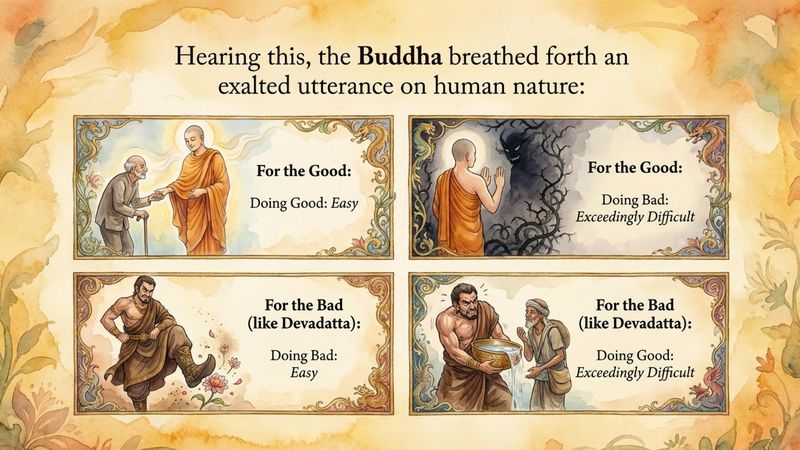 Hearing this, the Buddha breathed forth an
exalted utterance on human nature:
For the Good:
Doing Good: Easy
For the Good:
Doing Bad:
Exceedingly Difficult
For the Bad
(like Devadatta):
Doing Bad:
Easy
For the Bad
(like Devadatta):
Doing Good:
Exceedingly Difficult